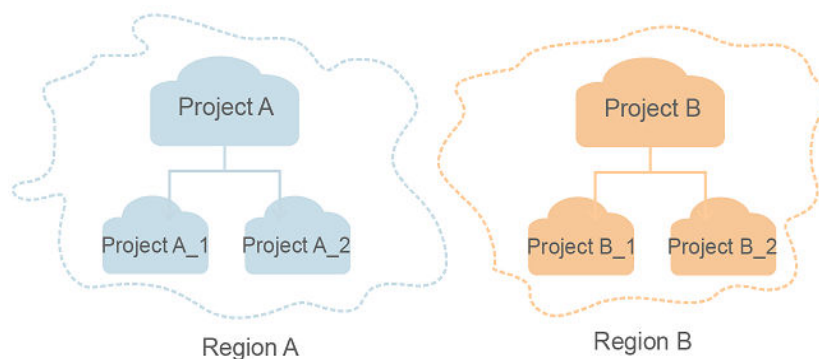 Project A
Project B
Project A_1
Project A_2
Project B_1
Project B_2
Region A
Region B